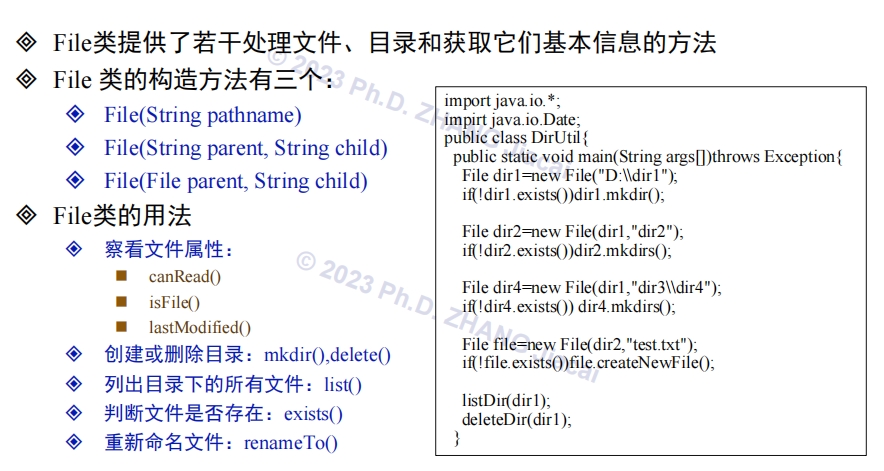 File类提供了若干处理文件、目录和获取它们基本信息的方法
File 类的构造方法有三个：
File(String pathname)
File(String parent, String child)
File(File parent, String child)
File类的用法
察看文件属性：
canRead()
isFile()
lastModified()
创建或删除目录：mkdir(),delete()
列出目录下的所有文件：list()
判断文件是否存在：exists()
重新命名文件：renameTo()
import java.io.*;
impirt java.io.Date;
public class DirUtil{
public static void main(String args[])throws Exception{
File dir1=new File("D:\\dir1");
if(!dir1.exists())dir1.mkdir();
File dir2=new File(dir1,"dir2");
if(!dir2.exists())dir2.mkdirs();
File dir4=new File(dir1,"dir3\\dir4");
if(!dir4.exists()) dir4.mkdirs();
File file=new File(dir2,"test.txt");
if(!file.exists())file.createNewFile();
listDir(dir1);
deleteDir(dir1);
}
© 2023 Ph.D. ZHANG Jiecai
© 2023 Ph.D. ZHANG Jiecai